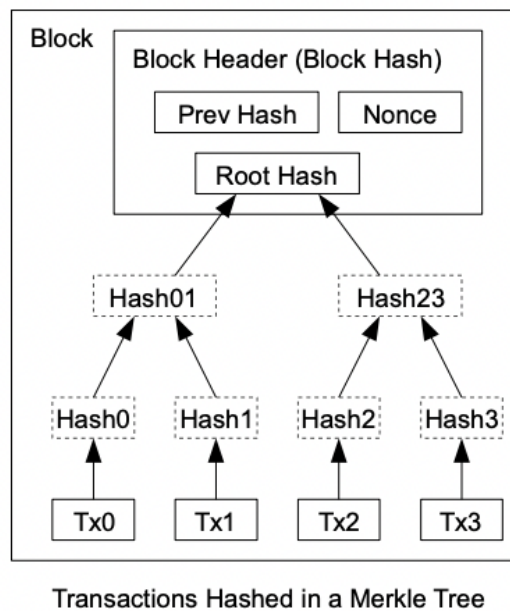 Block
Block Header (Block Hash)
Prev Hash Nonce
Root Hash
Hash01 Hash23
Hash0 Hash1 Hash2 Hash3
Tx0 Tx1 Tx2 Tx3
Transactions Hashed in a Merkle Tree